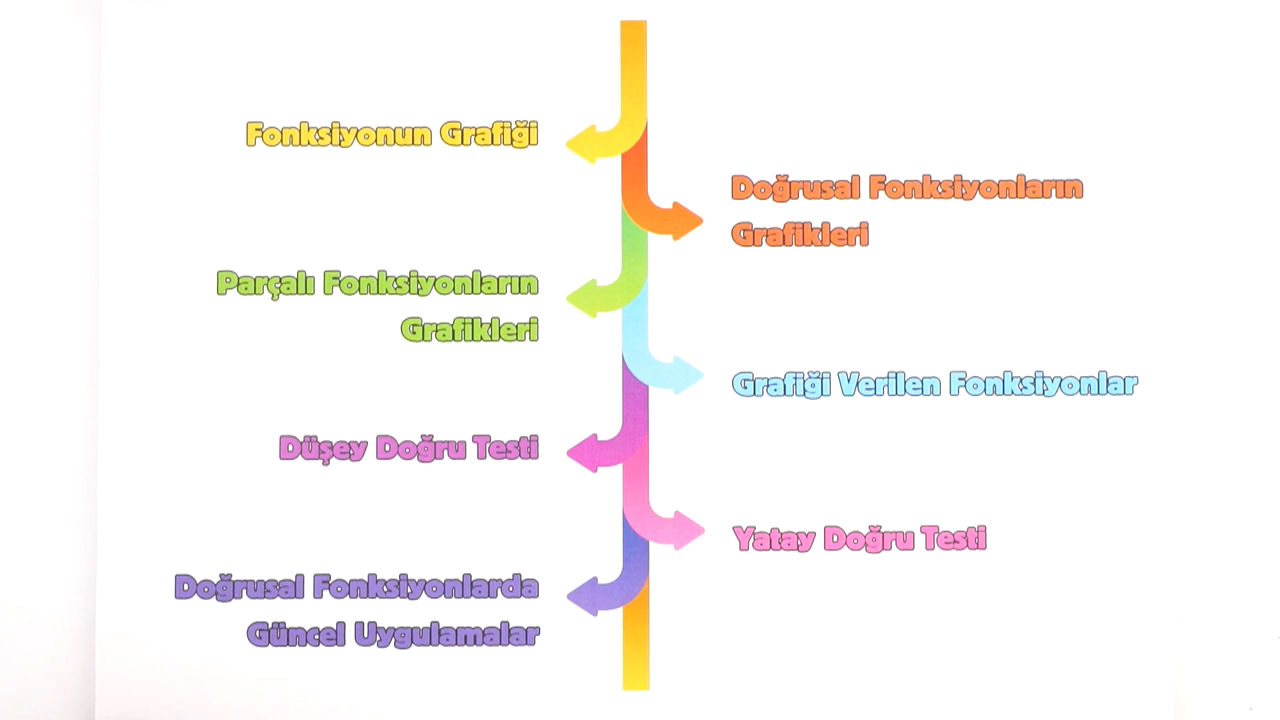 Fonksiyonun Grafiği
Doğrusal Fonksiyonların
Grafikleri
Parçalı Fonksiyonların
Grafikleri
Grafiği Verilen Fonksiyonlar
Düşey Doğru Testi
Yatay Doğru Testi
Doğrusal Fonksiyonlarda
Güncel Uygulamalar